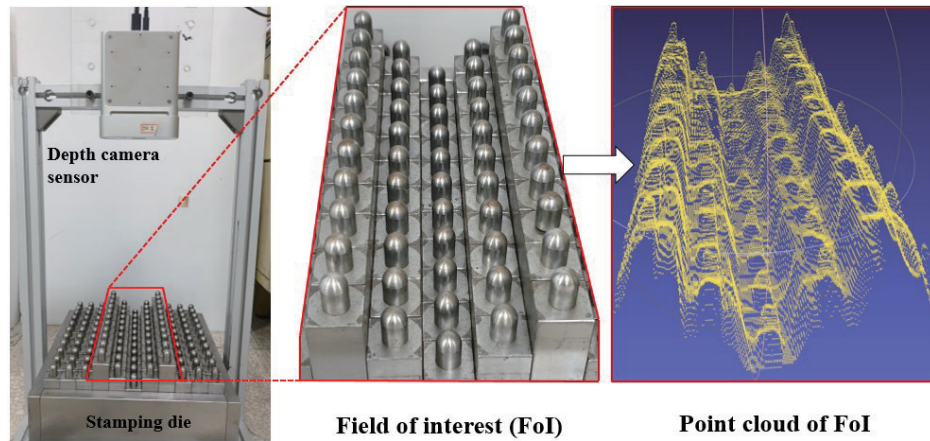 Depth camera
sensor
Stamping die
Field of interest (FoI)
Point cloud of FoI